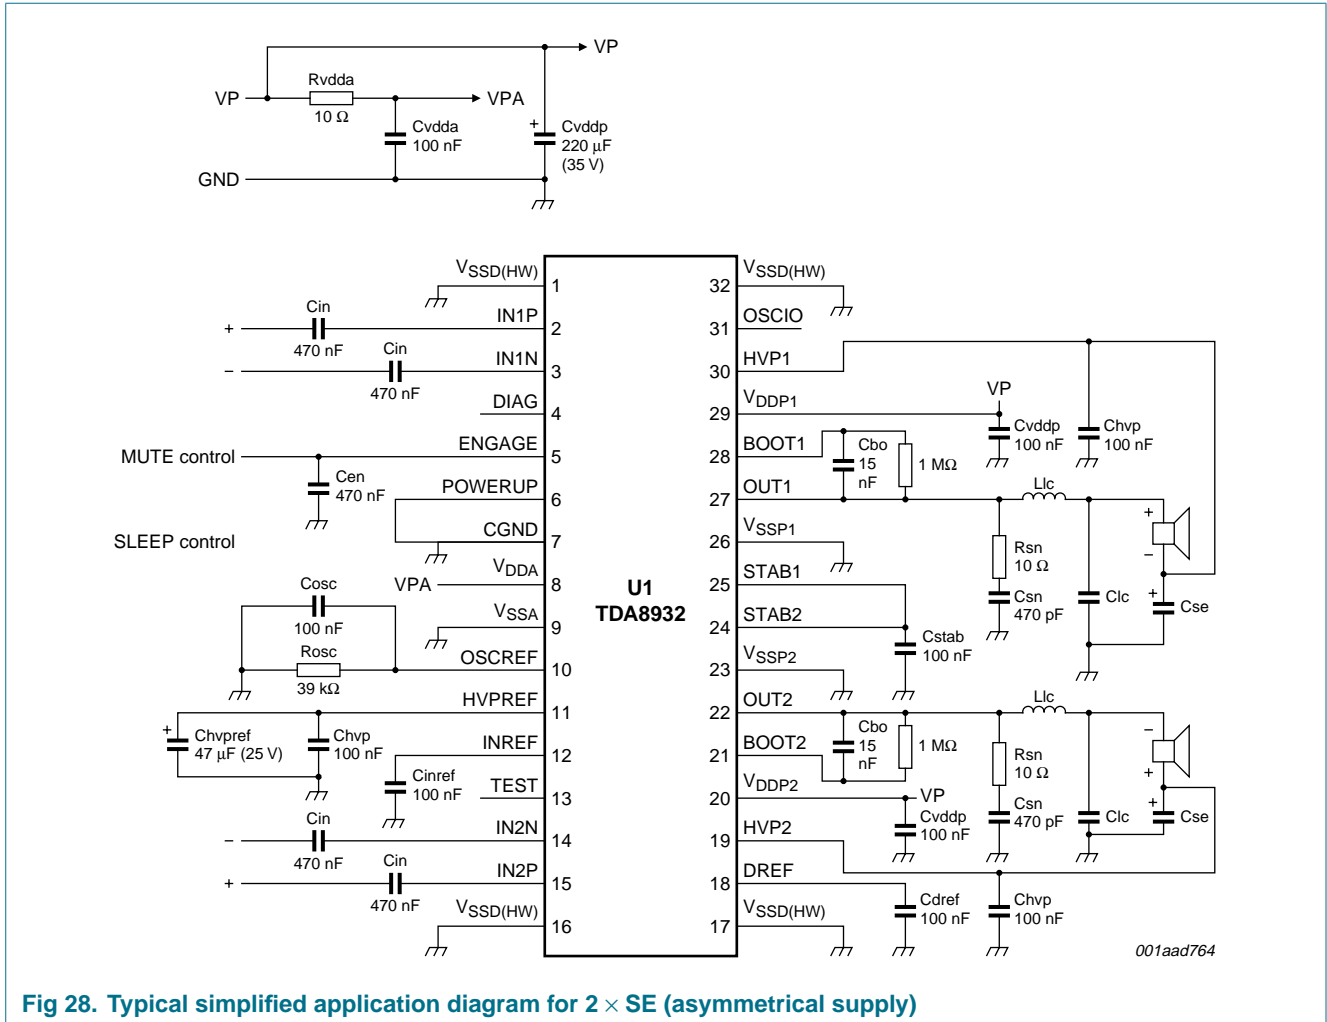 VP
Rvdda
VP
10 Ω
VPA
Cvdda
100 nF
+
Cvddp
220 μF
(35 V)
GND
VSSD(HW)
1
Cin
+
470 nF
IN1P
2
Cin
−
470 nF
IN1N
3
DIAG
4
MUTE control
ENGAGE
5
Cen
470 nF
POWERUP
6
SLEEP control
CGND
7
VPA
VDDA
8
Cosc
100 nF
VSSA
9
Rosc
39 kΩ
OSCREF
10
HVPREF
11
+
Chvpref
47 μF (25 V)
Chvp
100 nF
INREF
12
Cinref
100 nF
TEST
13
Cin
−
470 nF
IN2N
14
Cin
+
470 nF
IN2P
15
VSSD(HW)
16
U1
TDA8932
32
VSSD(HW)
31
OSCIO
30
HVP1
29
VDDP1
VP
Cvddp
100 nF
Chvp
100 nF
28
BOOT1
Cbo
15
nF
1 MΩ
27
OUT1
Llc
+
−
26
VSSP1
Rsn
10 Ω
25
STAB1
Csn
470 pF
Clc
+
Cse
24
STAB2
Cstab
100 nF
23
VSSP2
22
OUT2
Llc
−
+
Cbo
15
nF
1 MΩ
21
BOOT2
Rsn
10 Ω
20
VDDP2
VP
Cvddp
100 nF
Csn
470 pF
Clc
+
Cse
19
HVP2
18
DREF
Cdref
100 nF
Chvp
100 nF
17
VSSD(HW)
001aad764
Fig 28. Typical simplified application diagram for 2 × SE (asymmetrical supply)